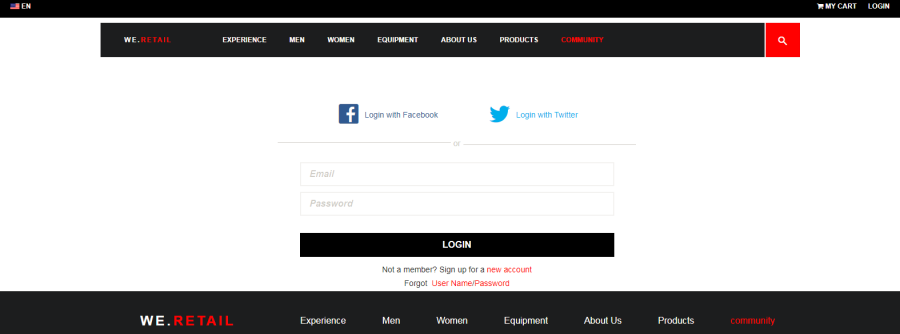 EN MY CART LOGIN
WE.RETAIL EXPERIENCE MEN WOMEN EQUIPMENT ABOUT US PRODUCTS COMMUNITY
Login with Facebook Login with Twitter
or
Email
Password
LOGIN
Not a member? Sign up for a new account
Forgot User Name/Password
WE.RETAIL Experience Men Women Equipment About Us Products community